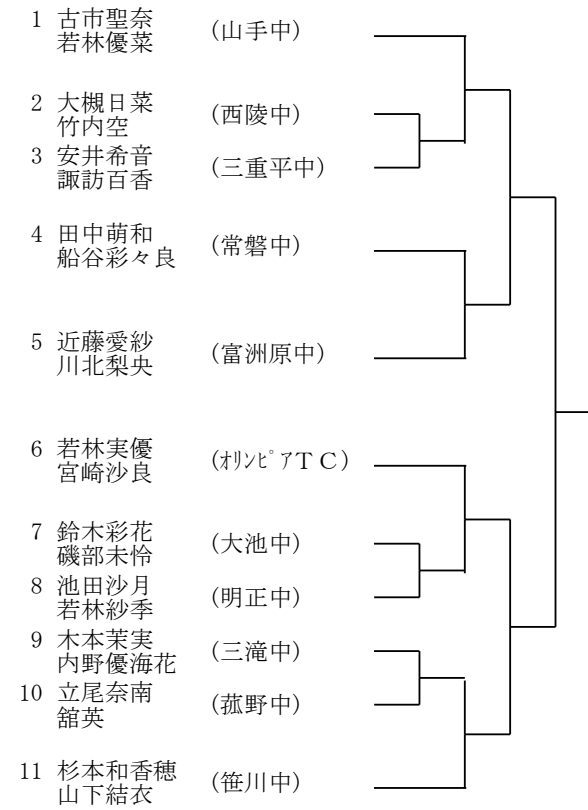 1 古市聖奈 (山手中)
若林優菜
2 大槻日菜 (西陵中)
竹内空
3 安井希音 (三重平中)
諏訪百香
4 田中萌和 (常磐中)
船谷彩々良
5 近藤愛紗 (富洲原中)
川北梨央
6 若林実優 (ｵﾘﾝﾋﾟｱＴＣ)
宮崎沙良
7 鈴木彩花 (大池中)
磯部未怜
8 池田沙月 (明正中)
若林紗季
9 木本茉実 (三滝中)
内野優海花
10 立尾奈南 (菰野中)
舘英
11 杉本和香穂 (笹川中)
山下結衣